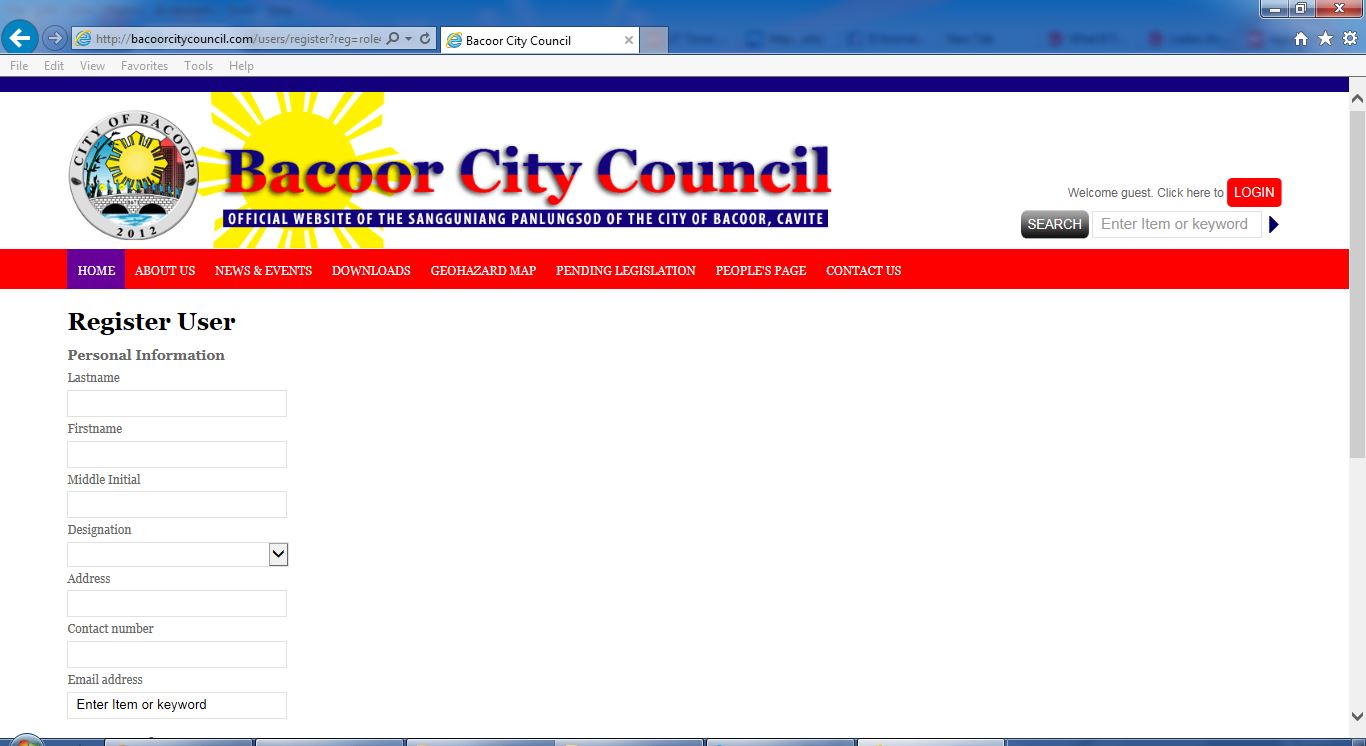 http://bacoorcitycouncil.com/users/register?reg=role
Bacoor City Council
File Edit View Favorites Tools Help
CITY OF BACOOR
2012
Bacoor City Council
OFFICIAL WEBSITE OF THE SANGGUNIANG PANLUNGSOD OF THE CITY OF BACOOR, CAVITE
Welcome guest. Click here to LOGIN
SEARCH Enter Item or keyword
HOME ABOUT US NEWS & EVENTS DOWNLOADS GEOHAZARD MAP PENDING LEGISLATION PEOPLE'S PAGE CONTACT US
Register User
Personal Information
Lastname
Firstname
Middle Initial
Designation
Address
Contact number
Email address
Enter Item or keyword